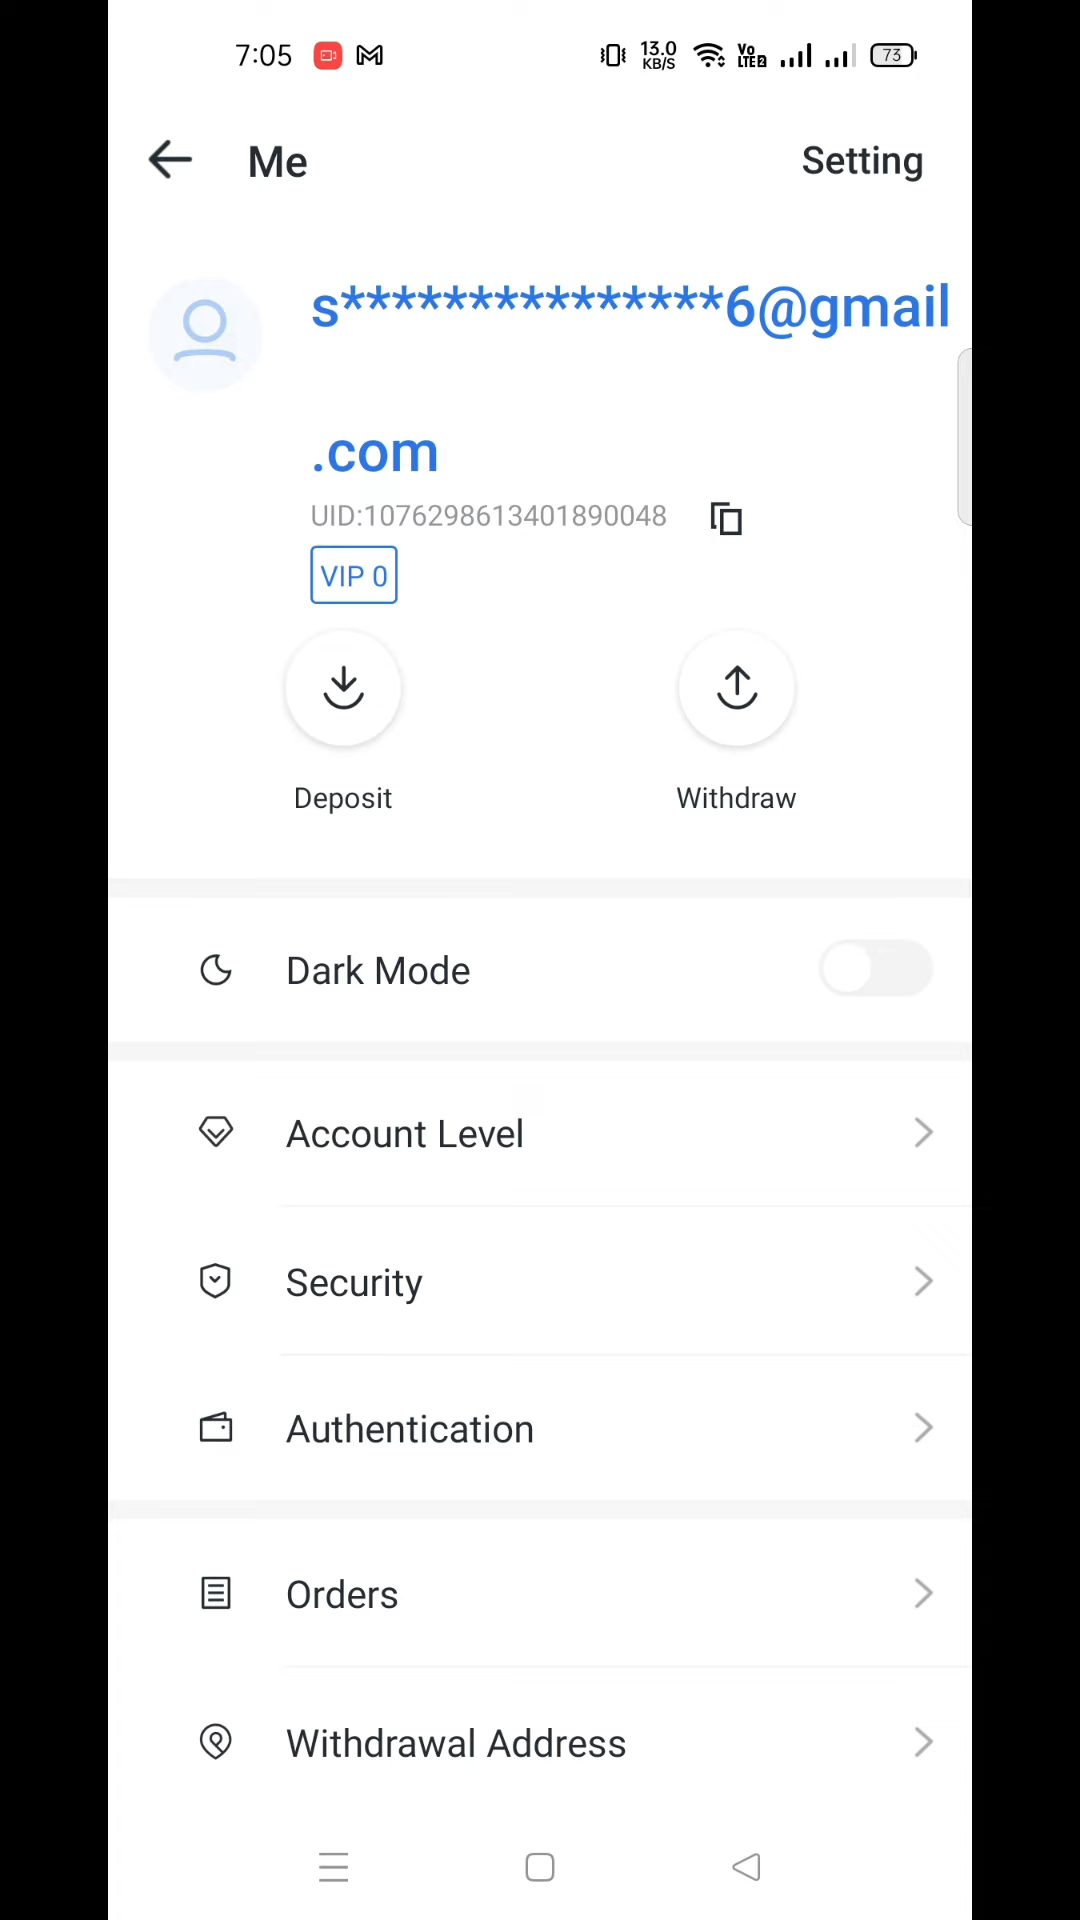 7:05
13.0
KB/S
Vo
LTE2
73
Me
Setting
s***************6@gmail
.com
UID:1076298613401890048
VIP 0
Deposit
Withdraw
Dark Mode
Account Level
Security
Authentication
Orders
Withdrawal Address